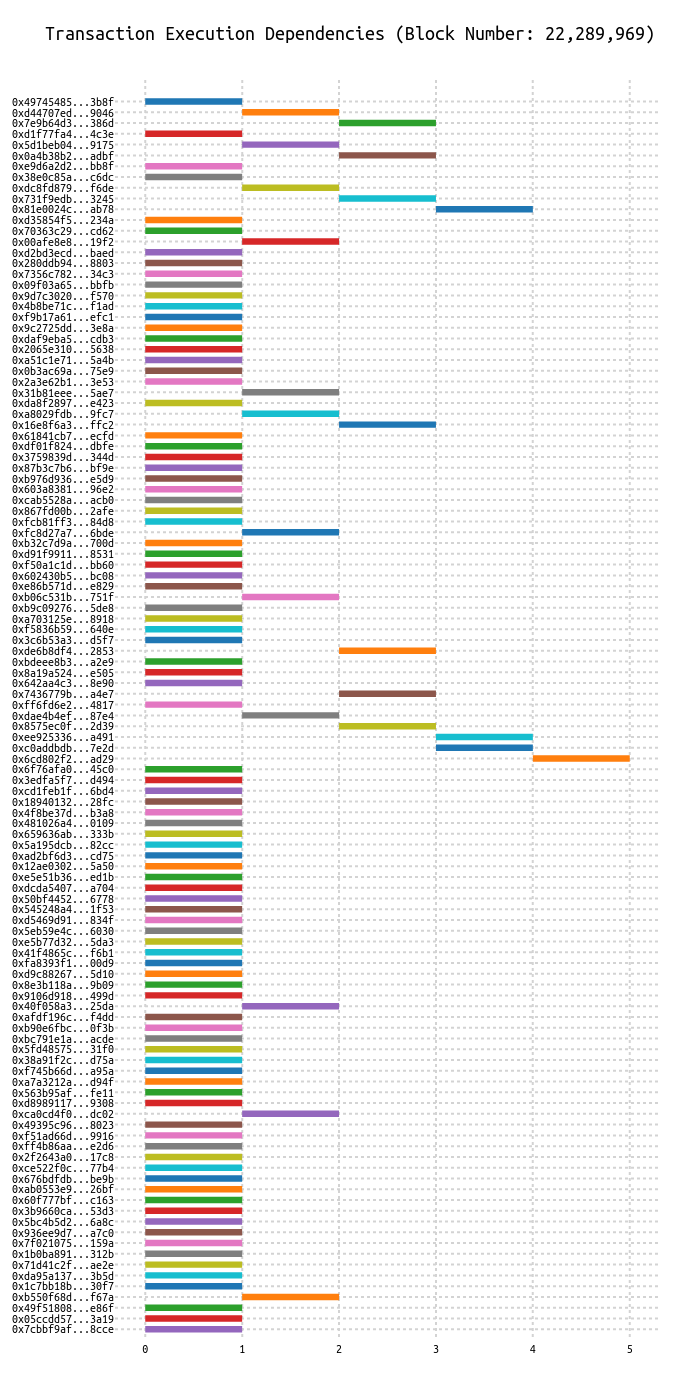 Transaction Execution Dependencies (Block Number: 22,289,969)
0x49745485...3b8f
0xd44707ed...9046
0x7e9b64d3...386d
0xd1f77fa4...4c3e
0x5d1beb04...9175
0x0a4b38b2...adbf
0xe9d6a2d2...bb8f
0x38e0c85a...c6dc
0xdc8fd879...f6de
0x731f9edb...3245
0x81e0024c...ab78
0xd35854f5...234a
0x70363c29...cd62
0x00afe8e8...19f2
0xd2bd3ecd...baed
0x280ddb94...8803
0x7356c782...34c3
0x09f03a65...bbfb
0x9d7c3020...f570
0x4b8be71c...f1ad
0xf9b17a61...efc1
0x9c2725dd...3e8a
0xdaf9eba5...cdb3
0x2065e310...5638
0xa51c1e71...5a4b
0x0b3ac69a...75e9
0x2a3e62b1...3e53
0x31b81eee...5ae7
0xda8f2897...e423
0xa8029fdb...9fc7
0x16e8f6a3...ffc2
0x61841cb7...ecfd
0xdf01f824...dbfe
0x3759839d...344d
0x87b3c7b6...bf9e
0xb976d936...e5d9
0x603a8381...96e2
0xcab5528a...acb0
0x867fd00b...2afe
0xfcb81ff3...84d8
0xfc8d27a7...6bde
0xb32c7d9a...700d
0xd91f9911...8531
0xf50a1c1d...bb60
0x602430b5...bc08
0xe86b571d...e829
0xb06c531b...751f
0xb9c09276...5de8
0xa703125e...8918
0xf5836b59...640e
0x3c6b53a3...d5f7
0xde6b8df4...2853
0xbdeee8b3...a2e9
0x8a19a524...e505
0x642aa4c3...8e90
0x7436779b...a4e7
0xff6fd6e2...4817
0xdae4b4ef...87e4
0x8575ec0f...2d39
0xee925336...a491
0xc0addbdb...7e2d
0x6cd802f2...ad29
0x6f76afa0...45c0
0x3edfa5f7...d494
0xcd1feb1f...6bd4
0x18940132...28fc
0x4f8be37d...b3a8
0x481026a4...0109
0x659636ab...333b
0x5a195dcb...82cc
0xad2bf6d3...cd75
0x12ae0302...5a50
0xe5e51b36...ed1b
0xdcda5407...a704
0x50bf4452...6778
0x545248a4...1f53
0xd5469d91...834f
0x5eb59e4c...6030
0xe5b77d32...5da3
0x41f4865c...f6b1
0xfa8393f1...00d9
0xd9c88267...5d10
0x8e3b118a...9b09
0x9106d918...499d
0x40f058a3...25da
0xafdf196c...f4dd
0xb90e6fbc...0f3b
0xbc791e1a...acde
0x5fd48575...31f0
0x38a91f2c...d75a
0xf745b66d...a95a
0xa7a3212a...d94f
0x563b95af...fe11
0xd8989117...9308
0xca0cd4f0...dc02
0x49395c96...8023
0xf51ad66d...9916
0xff4b86aa...e2d6
0x2f2643a0...17c8
0xce522f0c...77b4
0x676bdfdb...be9b
0xab0553e9...26bf
0x60f777bf...c163
0x3b9660ca...53d3
0x5bc4b5d2...6a8c
0x936ee9d7...a7c0
0x7f021075...159a
0x1b0ba891...312b
0x71d41c2f...ae2e
0xda95a137...3b5d
0x1c7bb18b...30f7
0xb550f68d...f67a
0x49f51808...e86f
0x05ccdd57...3a19
0x7cbbf9af...8cce
0 1 2 3 4 5